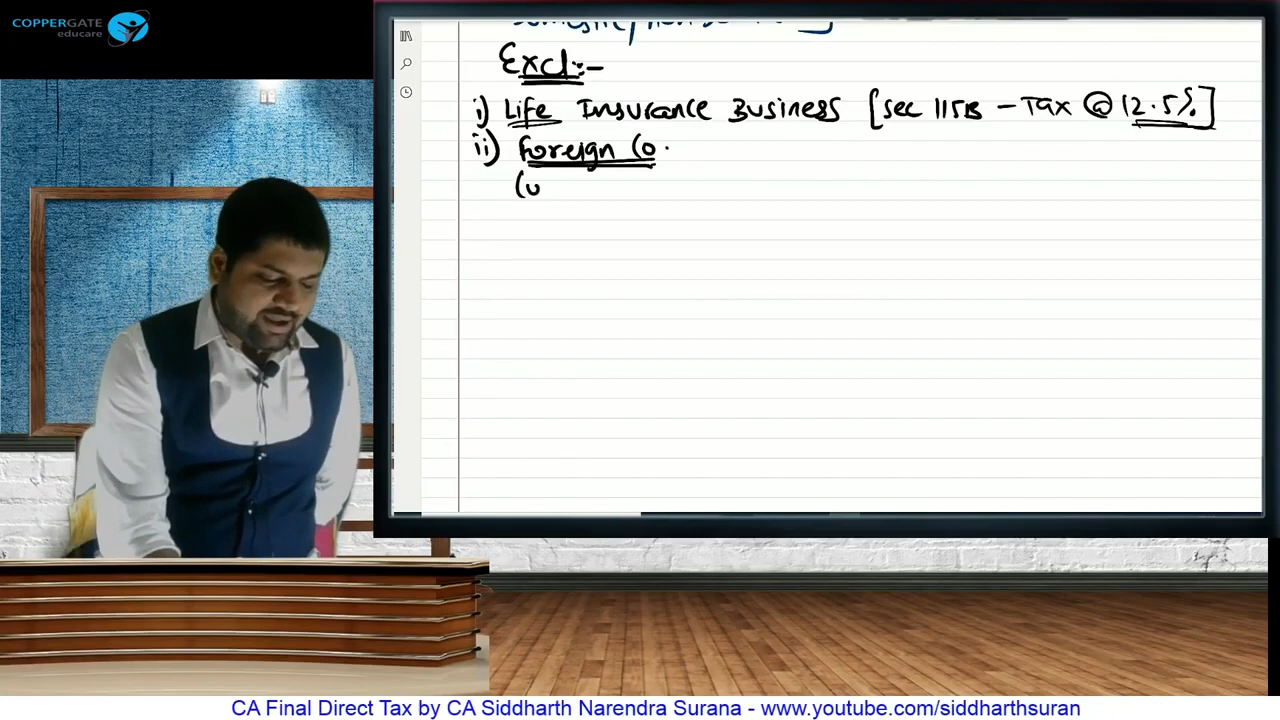 COPPERGATE
educare
Excl:-
i) Life Insurance Business [Sec 115B - Tax @ 12.5%]
ii) Foreign Co.
(u
CA Final Direct Tax by CA Siddharth Narendra Surana - www.youtube.com/siddharthsuran